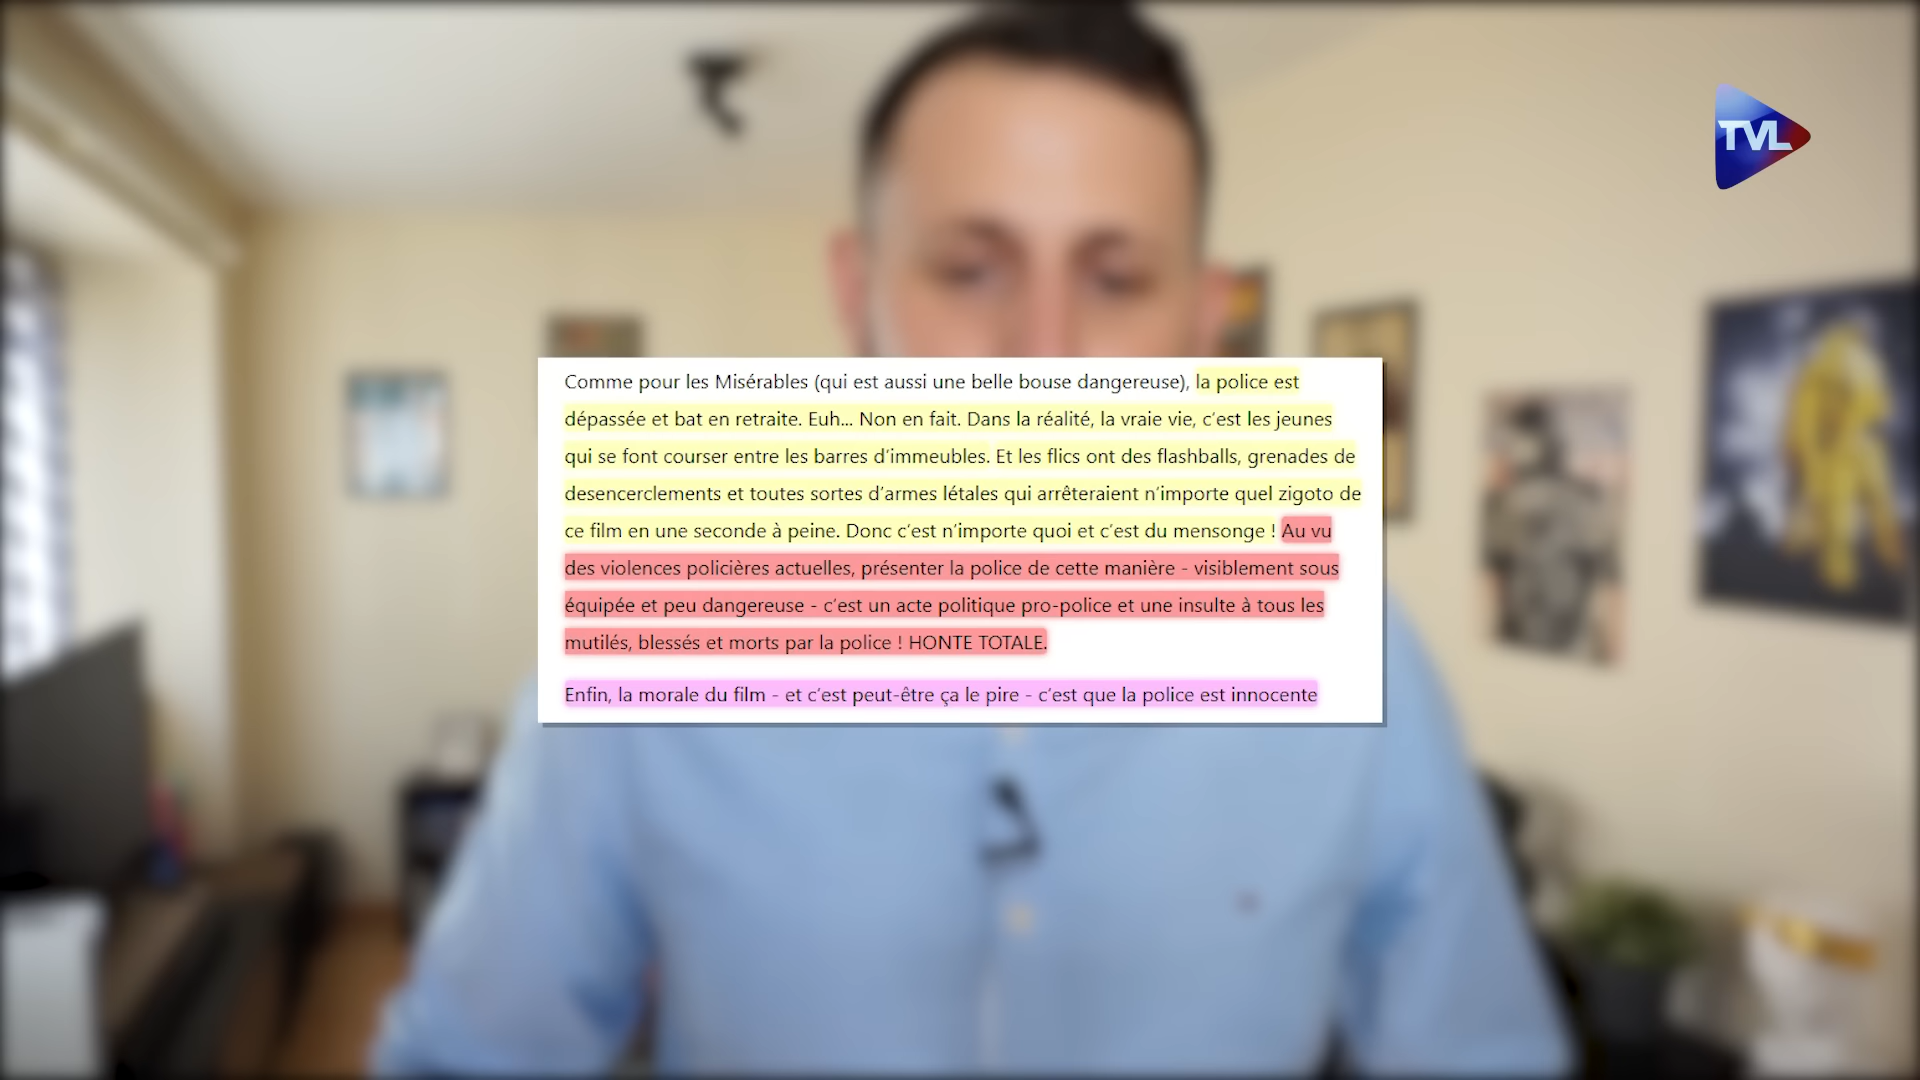 TVL
Comme pour les Misérables (qui est aussi une belle bouse dangereuse), la police est
dépassée et bat en retraite. Euh... Non en fait. Dans la réalité, la vraie vie, c’est les jeunes
qui se font courser entre les barres d’immeubles. Et les flics ont des flashballs, grenades de
desencerclements et toutes sortes d’armes létales qui arrêteraient n’importe quel zigoto de
ce film en une seconde à peine. Donc c’est n’importe quoi et c’est du mensonge ! Au vu
des violences policières actuelles, présenter la police de cette manière - visiblement sous
équipée et peu dangereuse - c’est un acte politique pro-police et une insulte à tous les
mutilés, blessés et morts par la police ! HONTE TOTALE.
Enfin, la morale du film - et c’est peut-être ça le pire - c’est que la police est innocente